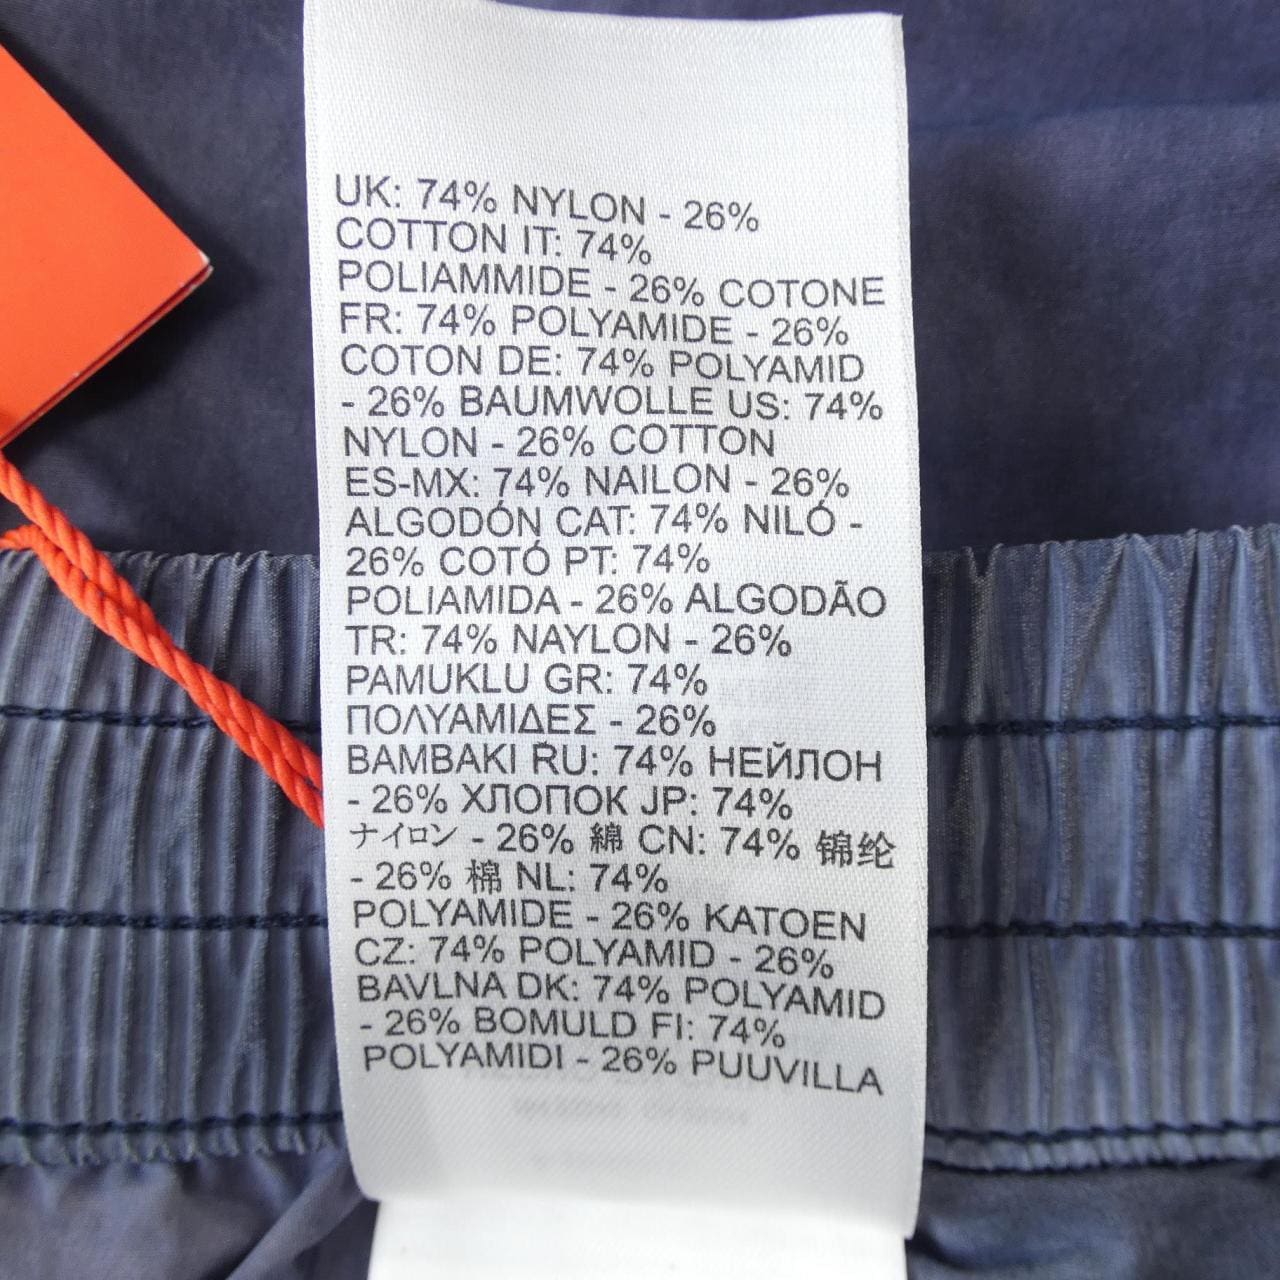 UK: 74% NYLON - 26%
COTTON IT: 74%
POLIAMMIDE - 26% COTONE
FR: 74% POLYAMIDE - 26%
COTON DE: 74% POLYAMID
- 26% BAUMWOLLE US: 74%
NYLON - 26% COTTON
ES-MX: 74% NAILON - 26%
ALGODÓN CAT: 74% NILÓ -
26% COTÓ PT: 74%
POLIAMIDA - 26% ALGODÃO
TR: 74% NAYLON - 26%
PAMUKLU GR: 74%
ΠΟΛΥΑΜΙΔΕΣ - 26%
ΒΑΜΒΑΚΙ RU: 74% НЕЙЛОН
- 26% ХЛОПОК JP: 74%
ナイロン - 26% 綿 CN: 74% 锦纶
- 26% 棉 NL: 74%
POLYAMIDE - 26% KATOEN
CZ: 74% POLYAMID - 26%
BAVLNA DK: 74% POLYAMID
- 26% BOMULD FI: 74%
POLYAMIDI - 26% PUUVILLA